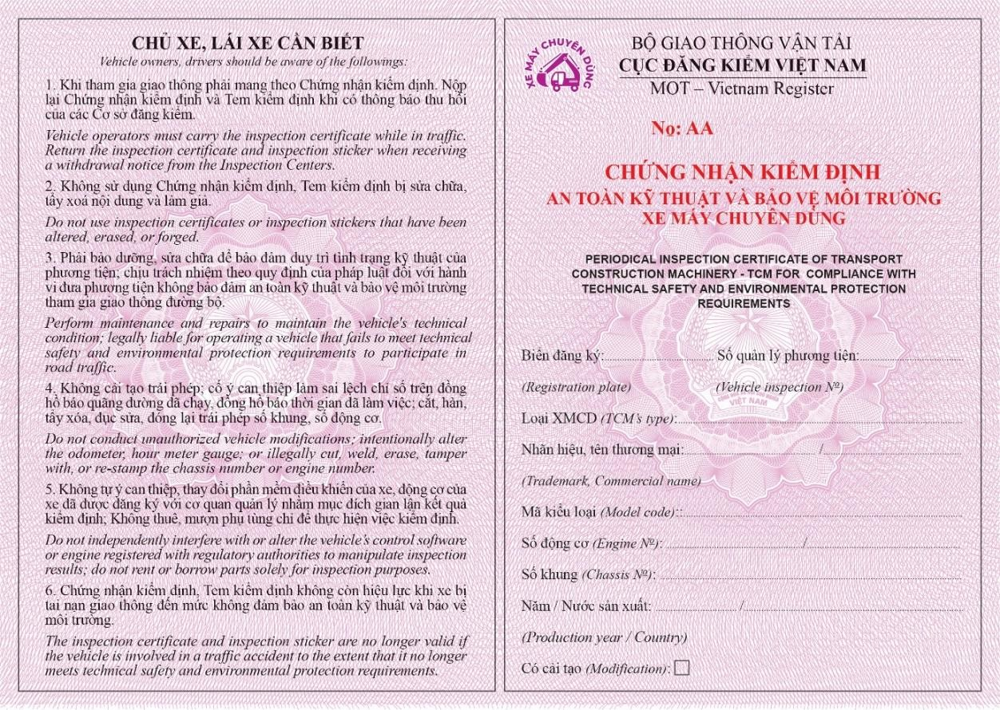 CHỦ XE, LÁI XE CẦN BIẾT
Vehicle owners, drivers should be aware of the followings:
1. Khi tham gia giao thông phải mang theo Chứng nhận kiểm định. Nộp
lại Chứng nhận kiểm định và Tem kiểm định khi có thông báo thu hồi
của các Cơ sở đăng kiểm.
Vehicle operators must carry the inspection certificate while in traffic.
Return the inspection certificate and inspection sticker when receiving
a withdrawal notice from the Inspection Centers.
2. Không sử dụng Chứng nhận kiểm định, Tem kiểm định bị sửa chữa,
tẩy xoá nội dung và làm giả.
Do not use inspection certificates or inspection stickers that have been
altered, erased, or forged.
3. Phải bảo dưỡng, sửa chữa để bảo đảm duy trì tình trạng kỹ thuật của
phương tiện; chịu trách nhiệm theo quy định của pháp luật đối với hành
vi đưa phương tiện không bảo đảm an toàn kỹ thuật và bảo vệ môi trường
tham gia giao thông đường bộ.
Perform maintenance and repairs to maintain the vehicle's technical
condition; legally liable for operating a vehicle that fails to meet technical
safety and environmental protection requirements to participate in
road traffic.
4. Không cải tạo trái phép; cố ý can thiệp làm sai lệch chỉ số trên đồng
hồ báo quãng đường đã chạy, đồng hồ báo thời gian đã làm việc; cắt, hàn,
tẩy xóa, đục sửa, đóng lại trái phép số khung, số động cơ.
Do not conduct unauthorized vehicle modifications; intentionally alter
the odometer, hour meter gauge; or illegally cut, weld, erase, tamper
with, or re-stamp the chassis number or engine number.
5. Không tự ý can thiệp, thay đổi phần mềm điều khiển của xe, động cơ của
xe đã được đăng ký với cơ quan quản lý nhằm mục đích gian lận kết quả
kiểm định; Không thuê, mượn phụ tùng chỉ để thực hiện việc kiểm định.
Do not independently interfere with or alter the vehicle's control software
or engine registered with regulatory authorities to manipulate inspection
results; do not rent or borrow parts solely for inspection purposes.
6. Chứng nhận kiểm định, Tem kiểm định không còn hiệu lực khi xe bị
tai nạn giao thông đến mức không đảm bảo an toàn kỹ thuật và bảo vệ
môi trường.
The inspection certificate and inspection sticker are no longer valid if
the vehicle is involved in a traffic accident to the extent that it no longer
meets technical safety and environmental protection requirements.
XE MÁY CHUYÊN DÙNG
BỘ GIAO THÔNG VẬN TẢI
CỤC ĐĂNG KIỂM VIỆT NAM
MOT – Vietnam Register
No: AA
CHỨNG NHẬN KIỂM ĐỊNH
AN TOÀN KỸ THUẬT VÀ BẢO VỆ MÔI TRƯỜNG
XE MÁY CHUYÊN DÙNG
PERIODICAL INSPECTION CERTIFICATE OF TRANSPORT
CONSTRUCTION MACHINERY - TCM FOR COMPLIANCE WITH
TECHNICAL SAFETY AND ENVIRONMENTAL PROTECTION
REQUIREMENTS
Biển đăng ký: Số quản lý phương tiện:
(Registration plate) (Vehicle inspection Nº)
VIỆT NAM
Loại XMCD (TCM's type):
Nhãn hiệu, tên thương mại: /
(Trademark, Commercial name)
Mã kiểu loại (Model code)::
Số động cơ (Engine Nº): /
Số khung (Chassis Nº):
Năm / Nước sản xuất: /
(Production year / Country)
Có cải tạo (Modification):